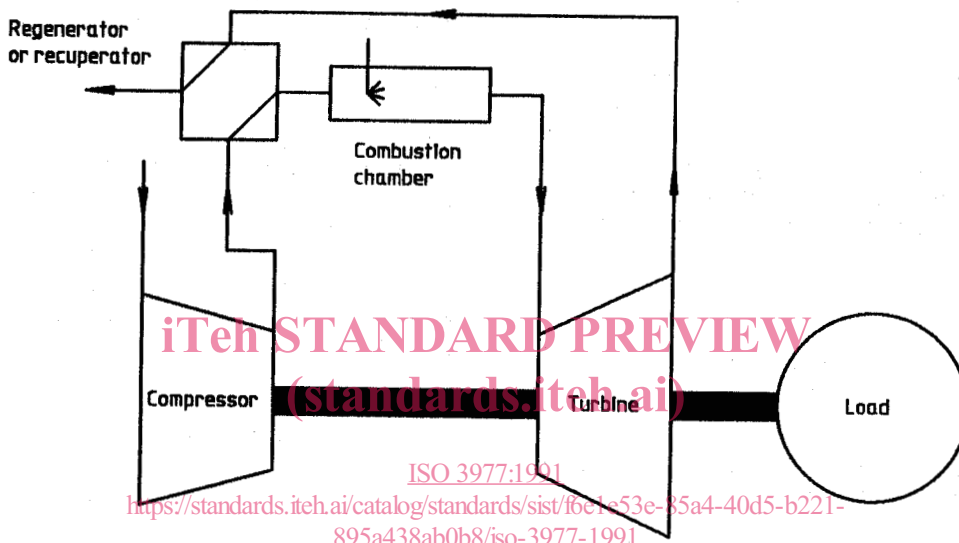 Regenerator
or recuperator
Combustion
chamber
iTeh STANDARD PREVIEW
(standards.iteh.ai)
Compressor
Turbine
Load
ISO 3977:1991
https://standards.iteh.ai/catalog/standards/sist/f6e1e53e-85a4-40d5-b221-
895a438ab0b8/iso-3977-1991